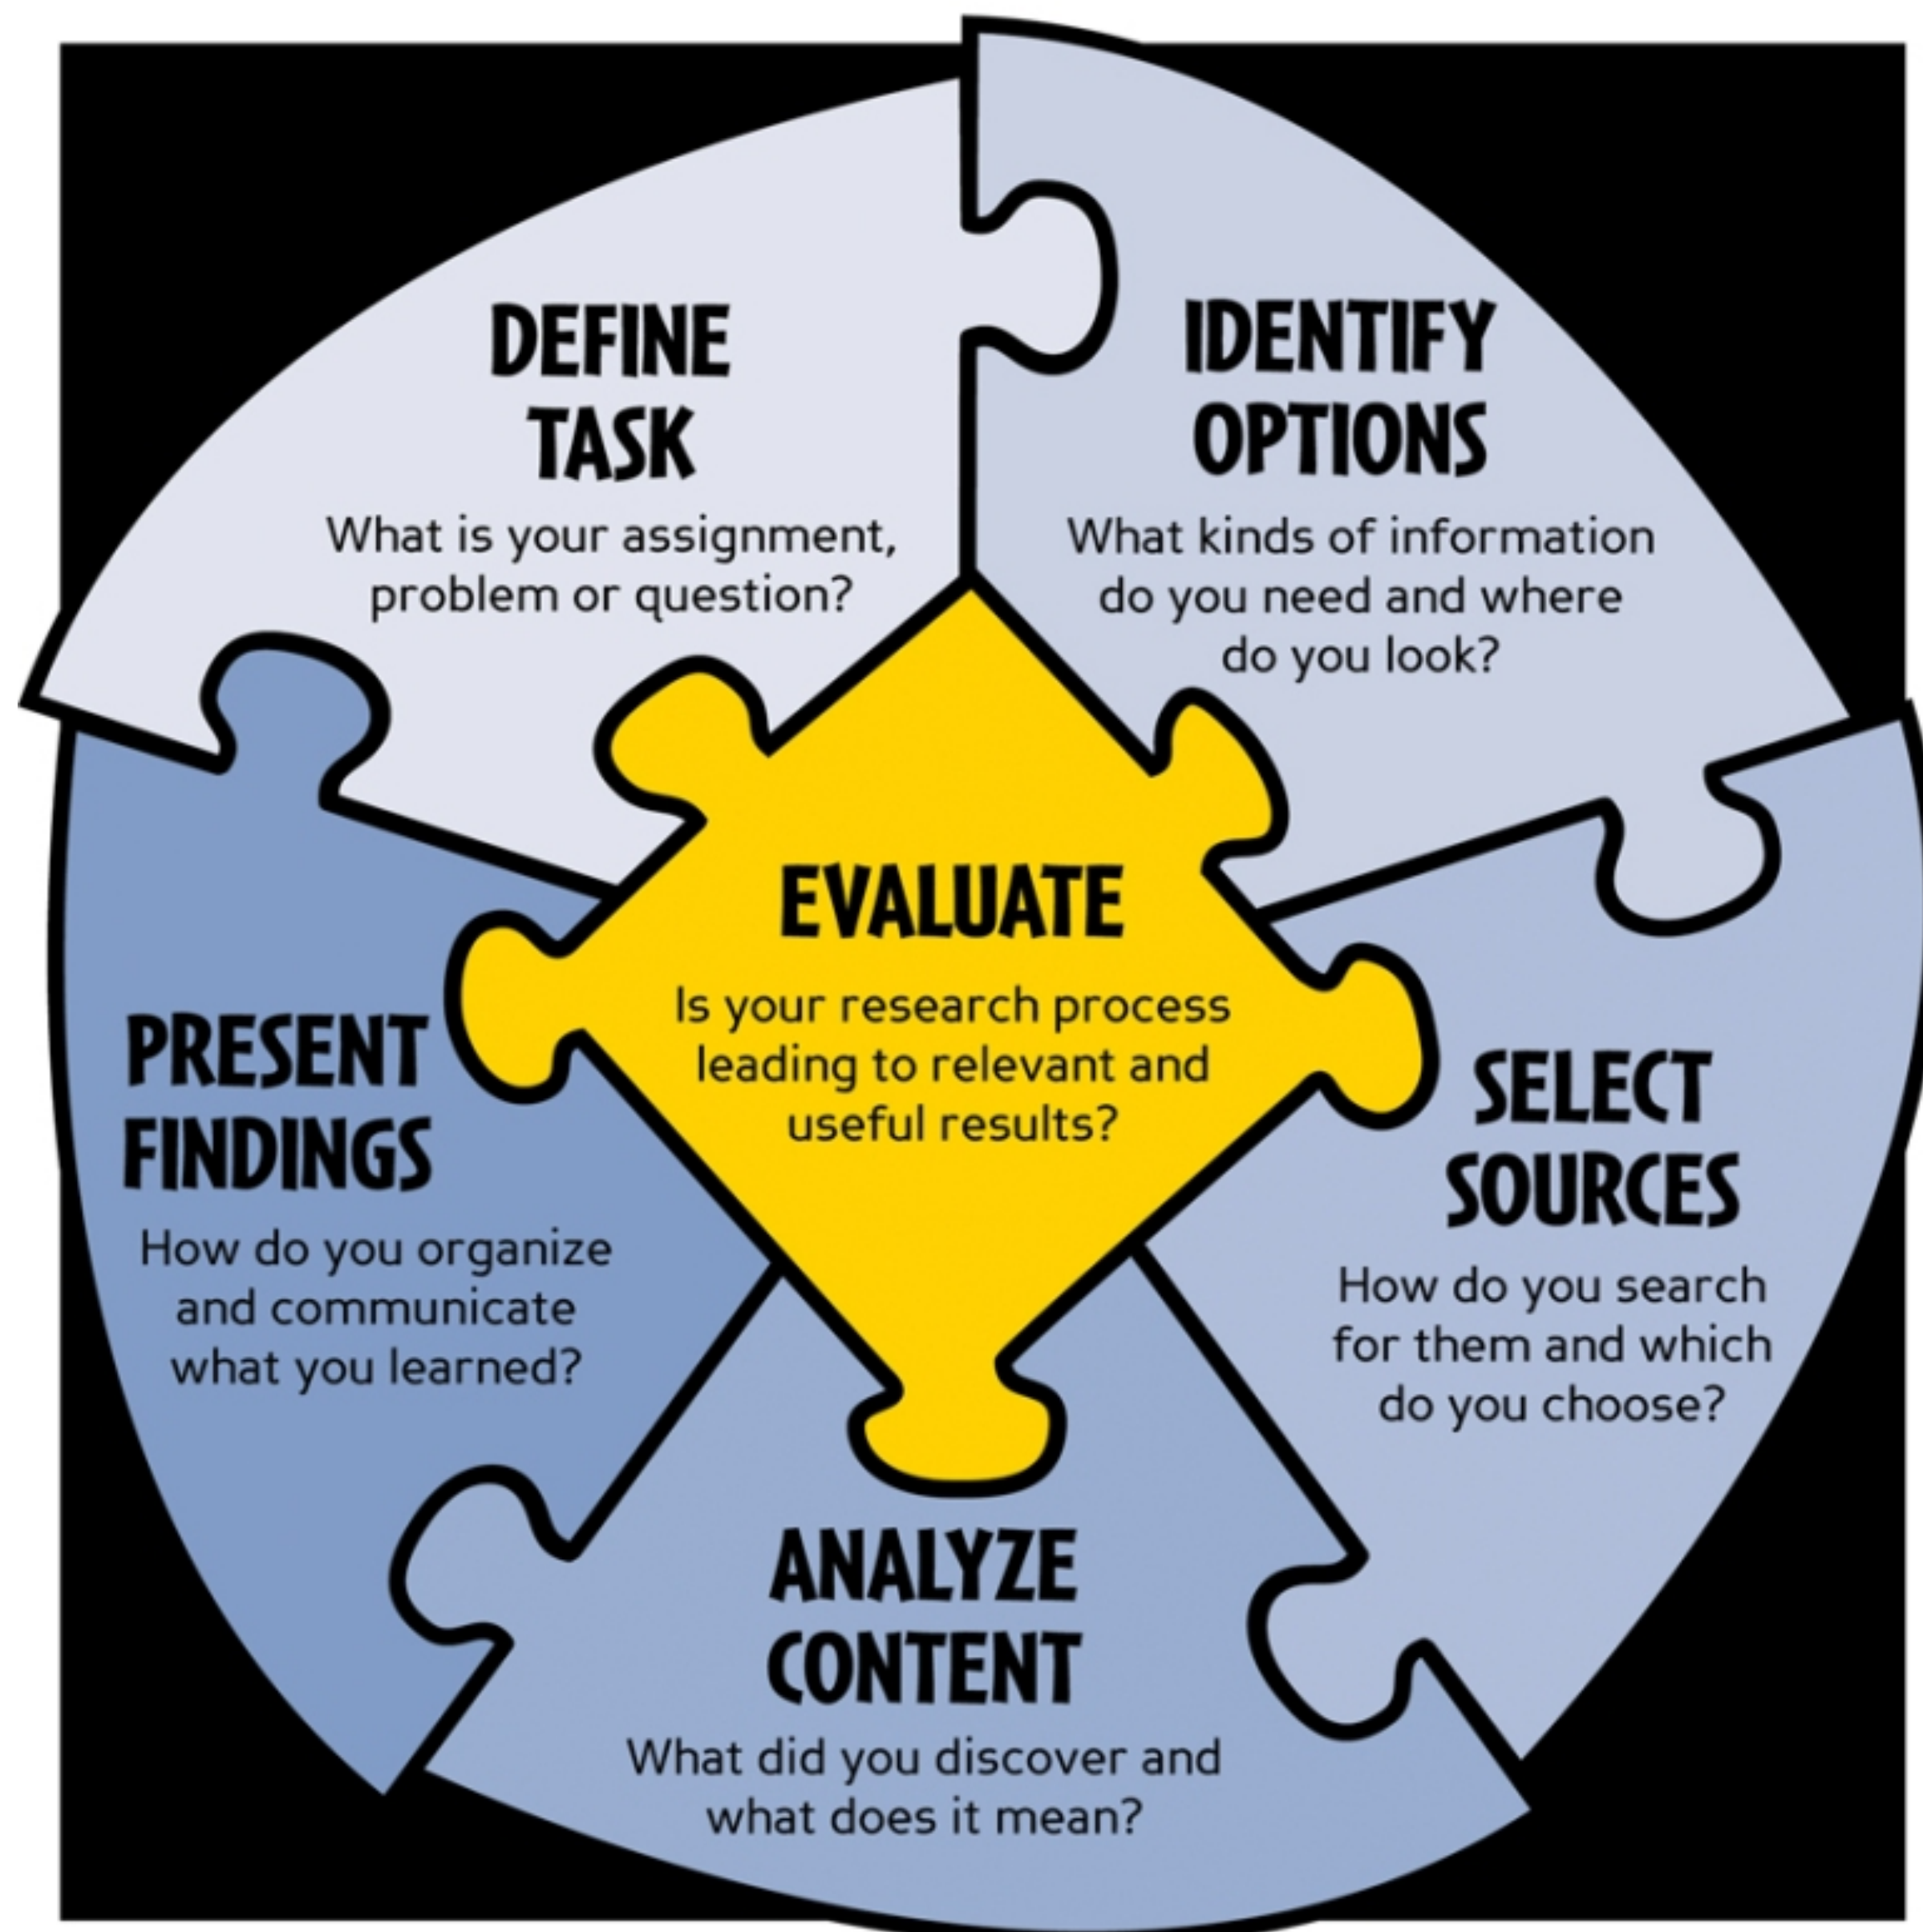 DEFINE
TASK
What is your assignment,
problem or question?
IDENTIFY
OPTIONS
What kinds of information
do you need and where
do you look?
EVALUATE
Is your research process
leading to relevant and
useful results?
SELECT
SOURCES
How do you search
for them and which
do you choose?
ANALYZE
CONTENT
What did you discover and
what does it mean?
PRESENT
FINDINGS
How do you organize
and communicate
what you learned?